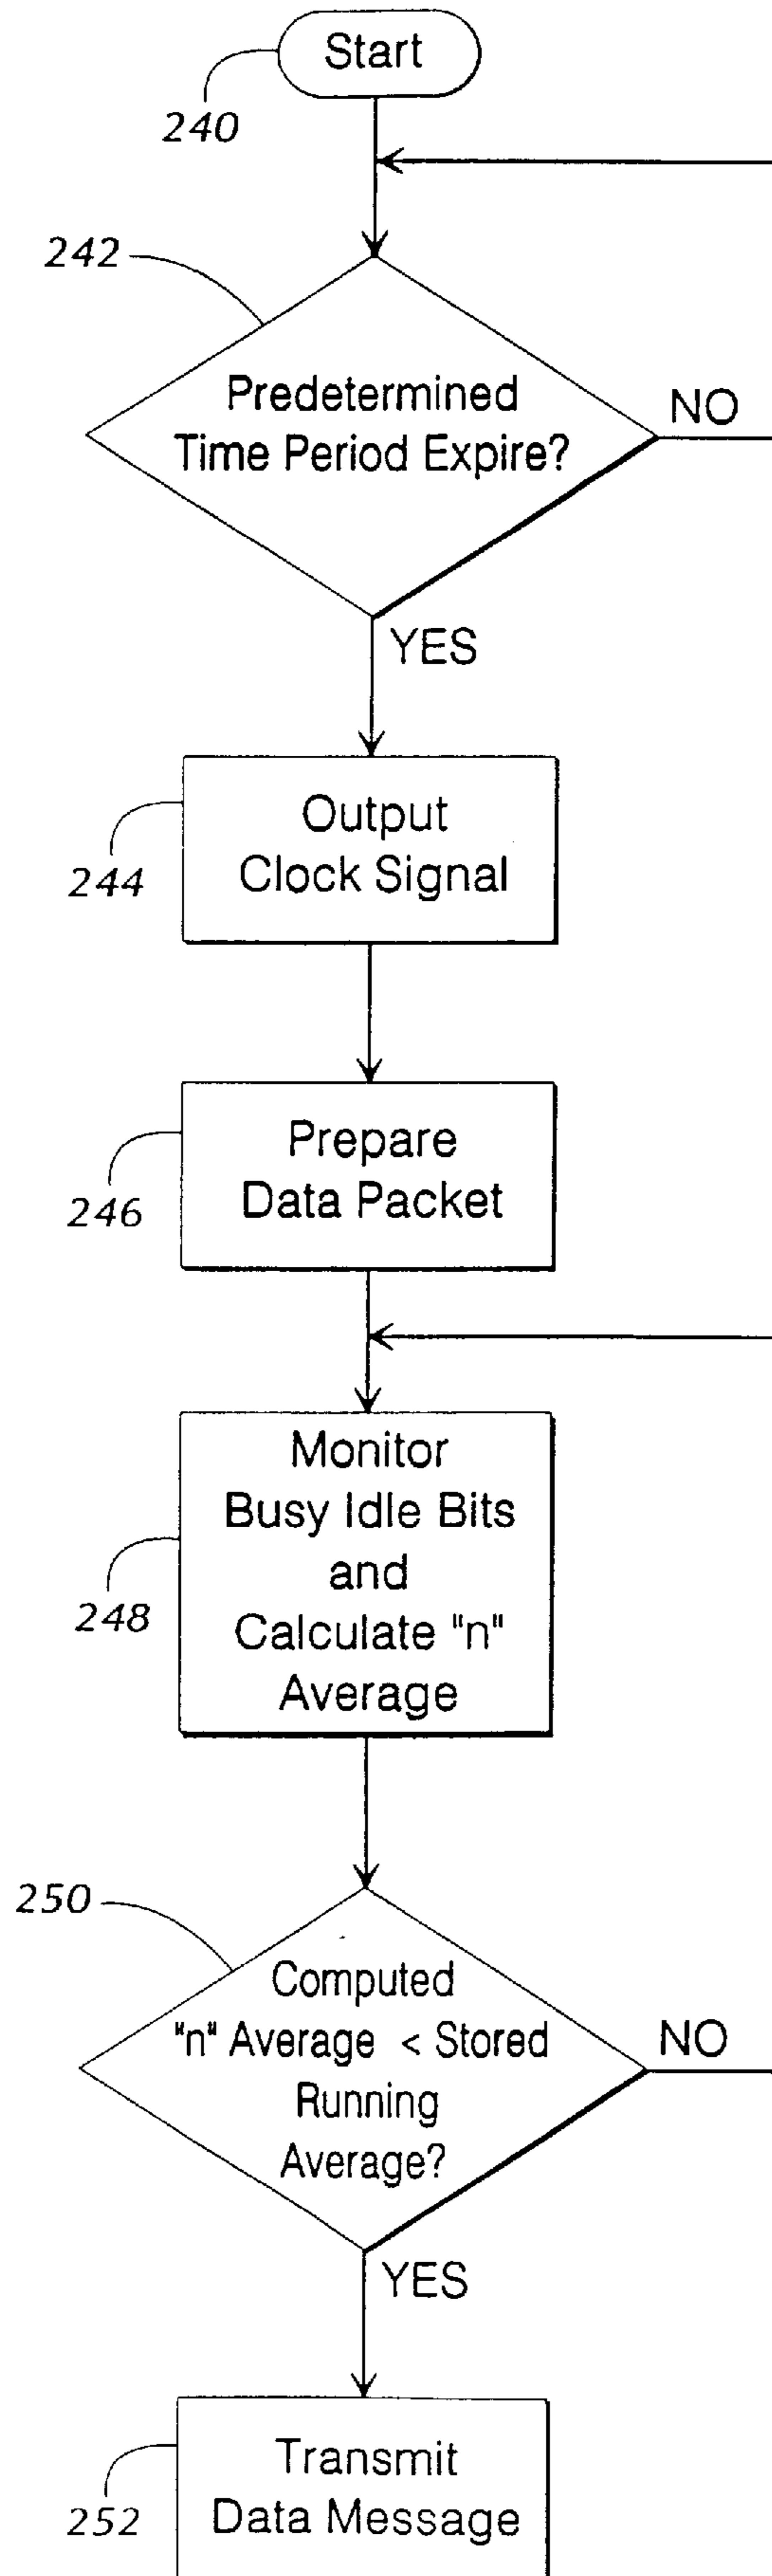 Start
240
242
Predetermined
Time Period Expire?
NO
YES
Output
Clock Signal
244
Prepare
Data Packet
246
Monitor
Busy Idle Bits
and
Calculate "n"
Average
248
250
Computed
"n" Average < Stored
Running
Average?
NO
YES
Transmit
Data Message
252